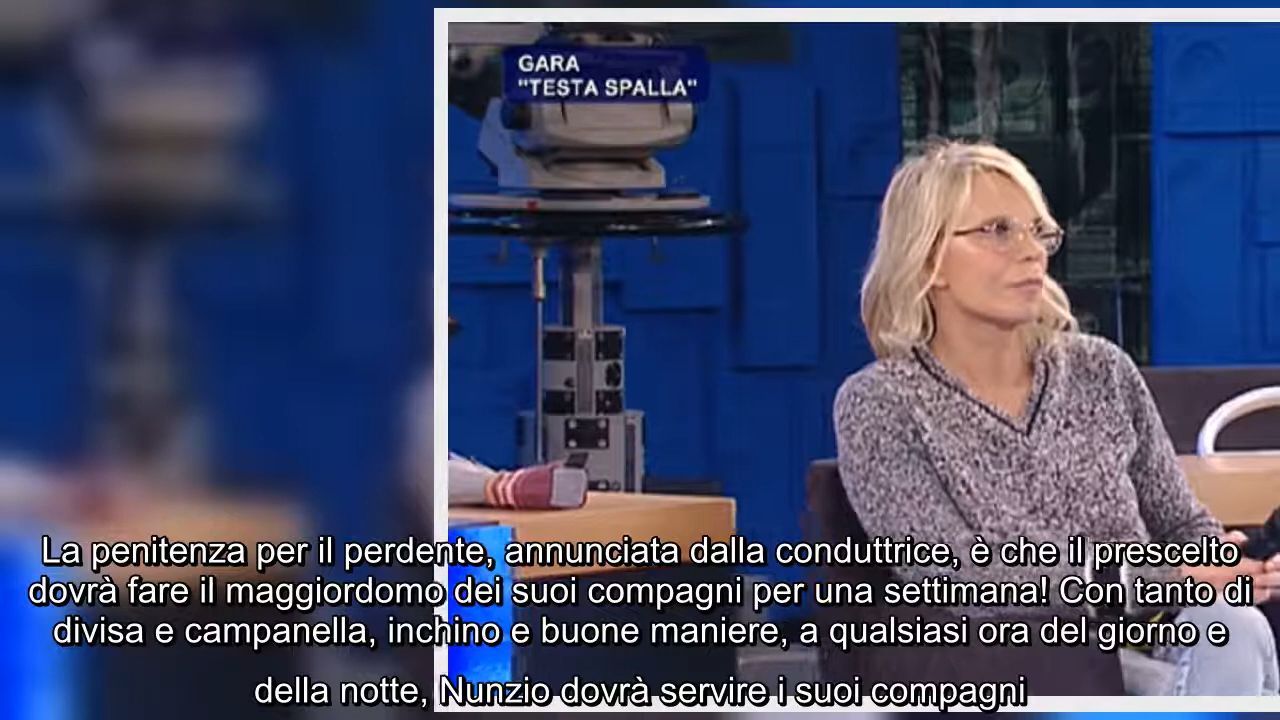 GARA
"TESTA SPALLA"
La penitenza per il perdente, annunciata dalla conduttrice, è che il prescelto
dovrà fare il maggiordomo dei suoi compagni per una settimana! Con tanto di
divisa e campanella, inchino e buone maniere, a qualsiasi ora del giorno e
della notte, Nunzio dovrà servire i suoi compagni